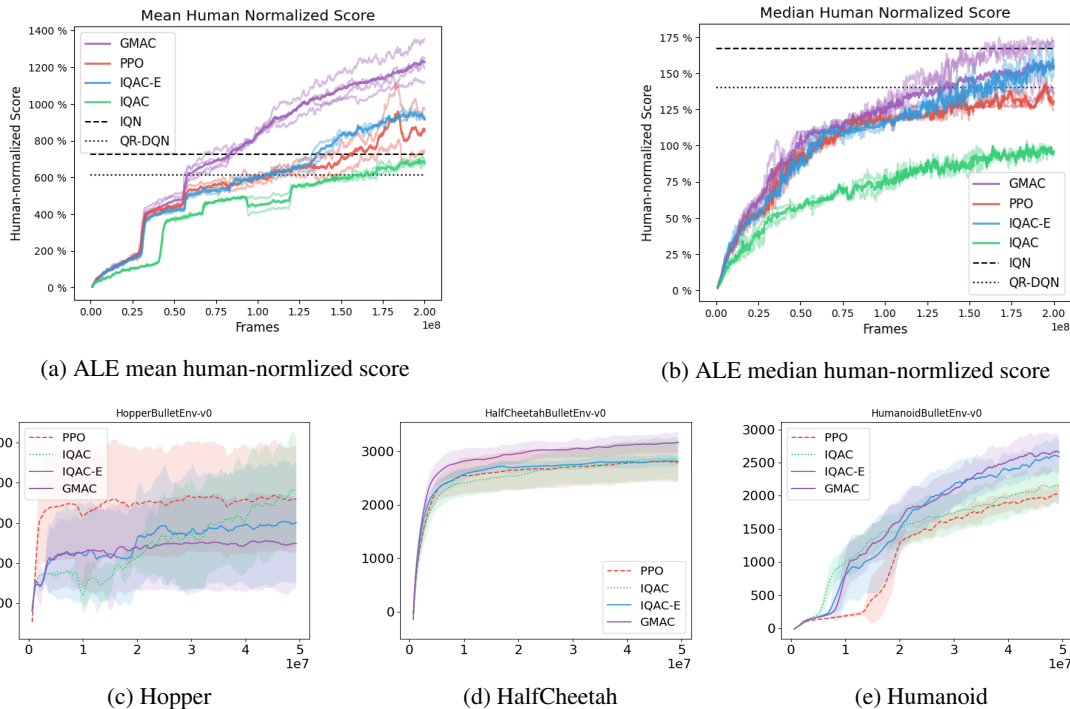 Mean Human Normalized Score
1400 %
1200 %
1000 %
800 %
600 %
400 %
200 %
0 %
Human-normalized Score
GMAC
PPO
IQAC-E
IQAC
IQN
QR-DQN
0.00
0.25
0.50
0.75
1.00
1.25
1.50
1.75
2.00
1e8
Frames
(a) ALE mean human-normlized score
Median Human Normalized Score
175 %
150 %
125 %
100 %
75 %
50 %
25 %
0 %
Human-normalized Score
GMAC
PPO
IQAC-E
IQAC
IQN
QR-DQN
0.00
0.25
0.50
0.75
1.00
1.25
1.50
1.75
2.00
1e8
Frames
(b) ALE median human-normlized score
HopperBulletEnv-v0
PPO
IQAC
IQAC-E
GMAC
0
1
2
3
4
5
1e7
(c) Hopper
HalfCheetahBulletEnv-v0
3000
2000
1000
0
PPO
IQAC
IQAC-E
GMAC
0
1
2
3
4
5
1e7
(d) HalfCheetah
HumanoidBulletEnv-v0
3000
2500
2000
1500
1000
500
0
PPO
IQAC
IQAC-E
GMAC
0
1
2
3
4
5
1e7
(e) Humanoid